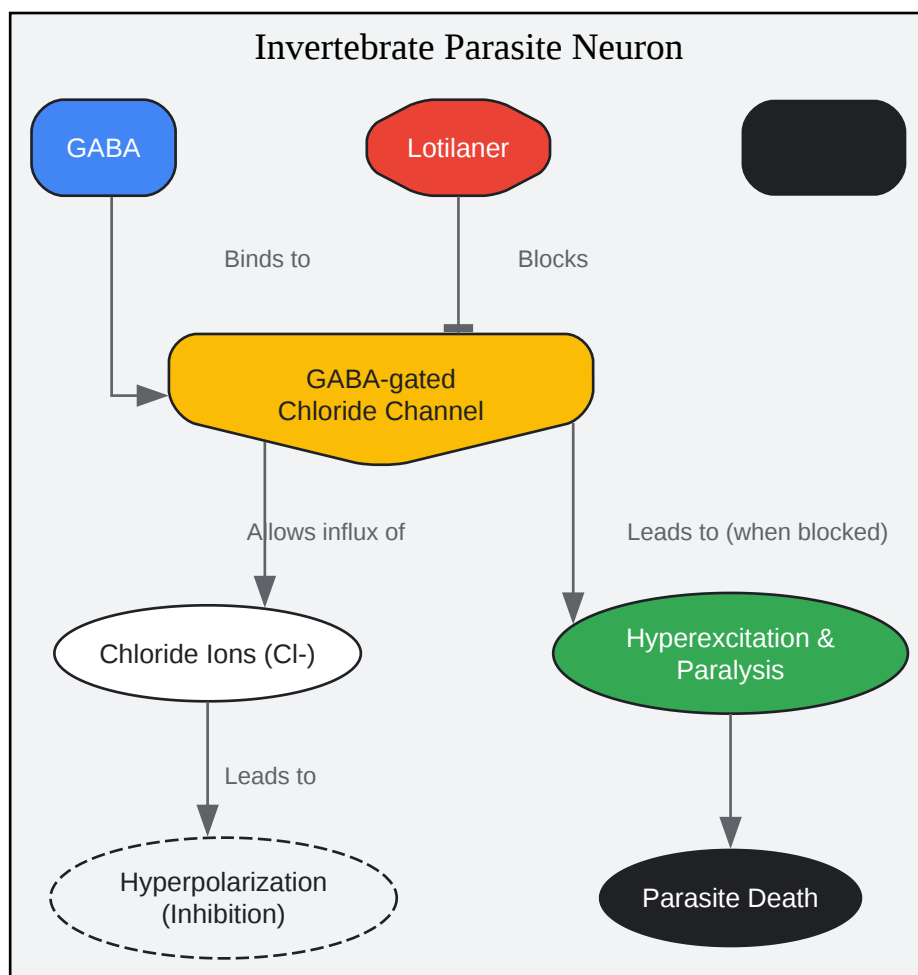 Invertebrate Parasite Neuron
GABA
Lotilaner
Binds to
Blocks
GABA-gated
Chloride Channel
Allows influx of
Leads to (when blocked)
Chloride Ions (Cl-)
Hyperexcitation &
Paralysis
Leads to
Hyperpolarization
(Inhibition)
Parasite Death